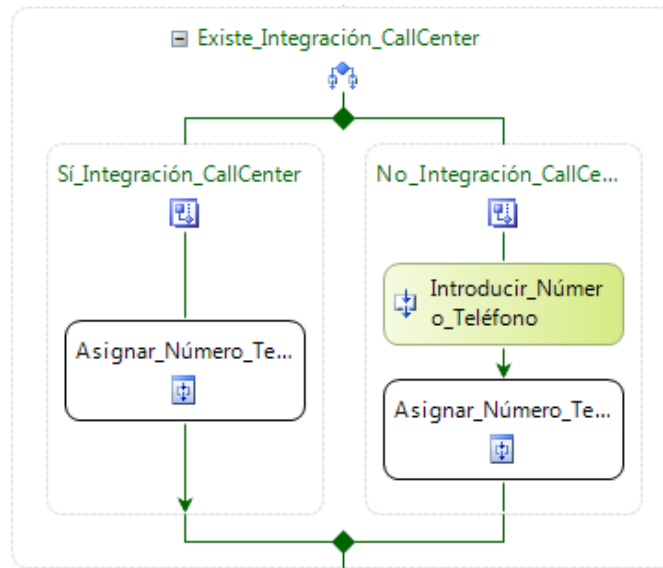 Existe_Integración_CallCenter
Sí_Integración_CallCenter
No_Integración_CallCe...
Introducir_Númer
o_Teléfono
Asignar_Número_Te...
Asignar_Número_Te...